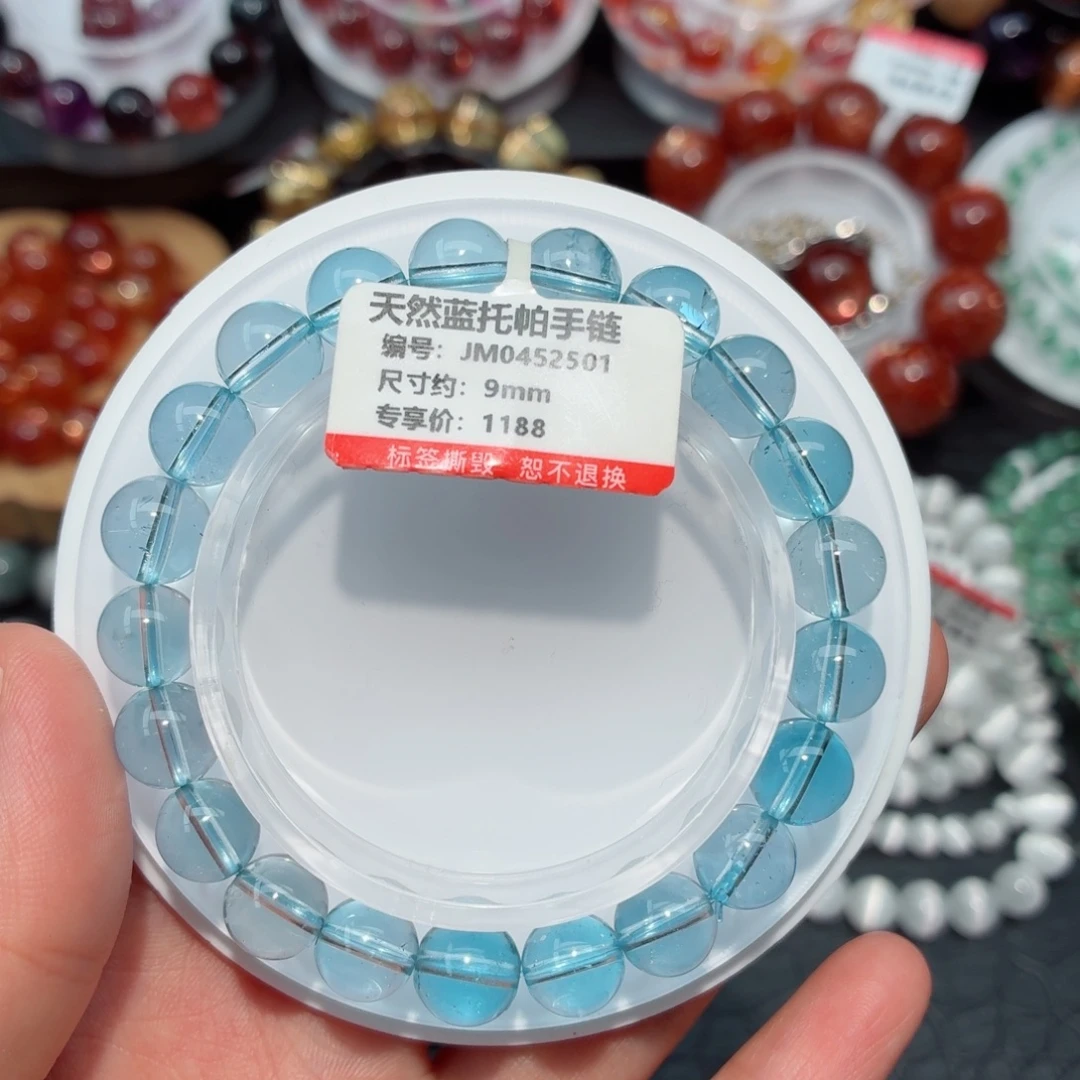 天然蓝托帕手链
编号：JM0452501
尺寸约：9mm
专享价：1188
标签撕毁 恕不退换